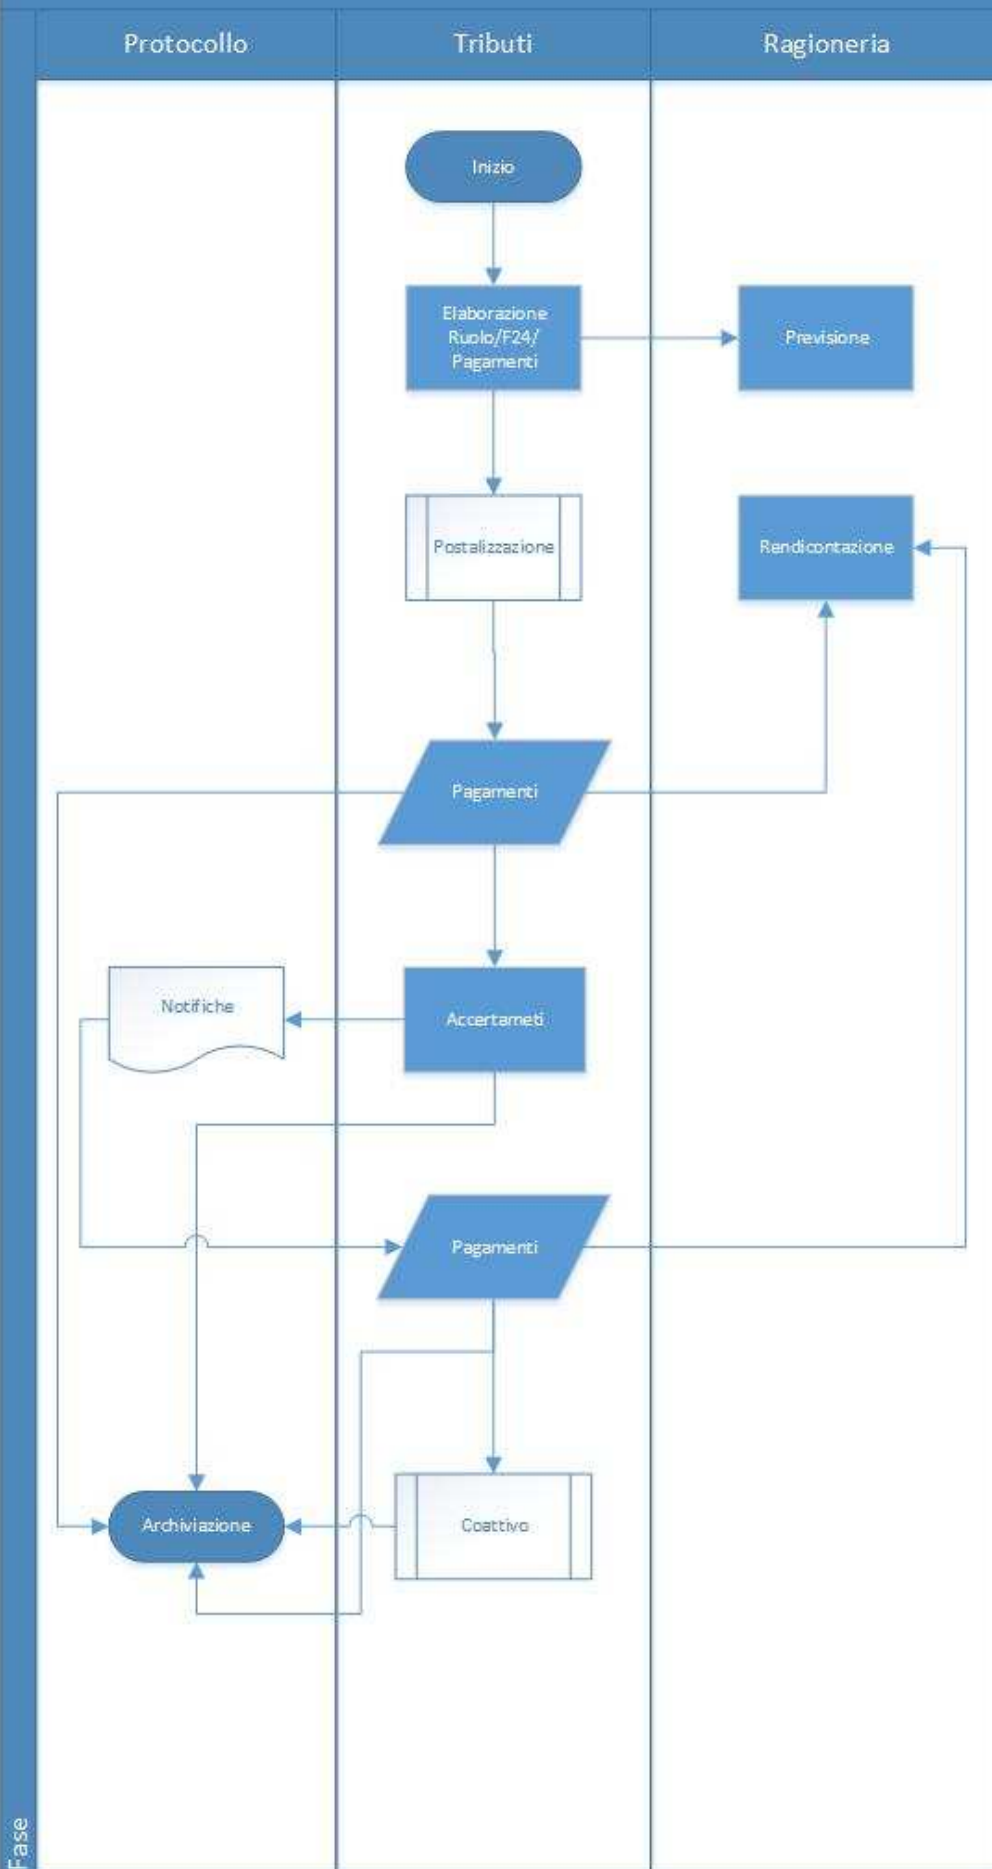 Protocollo
Tributi
Ragioneria
Inizio
Elaborazione
Ruolo/F24/
Pagamenti
Previsione
Postalizzazione
Rendicontazione
Pagamenti
Notifiche
Accertameti
Pagamenti
Archiviazione
Coattivo
Fase